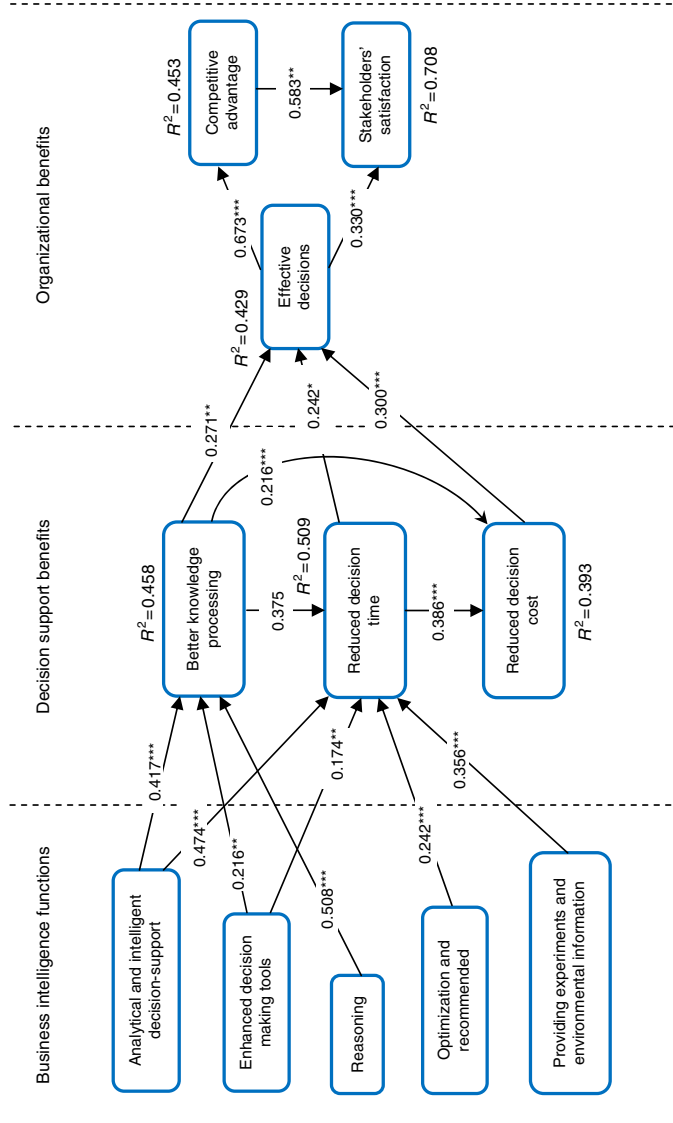 Business intelligence functions
Decision support benefits
Organizational benefits
Analytical and intelligent
decision-support
Enhanced decision
making tools
Reasoning
Optimization and
recommended
Providing experiments and
environmental information
0.417***
0.474***
0.216**
0.174**
0.508***
0.242***
0.356***
R²=0.458
Better knowledge
processing
0.375
R²=0.509
Reduced decision
time
0.386***
Reduced decision
cost
R²=0.393
0.216***
0.271**
0.242*
0.300***
R²=0.429
Effective
decisions
0.673***
0.330***
R²=0.453
Competitive
advantage
0.583**
Stakeholders’
satisfaction
R²=0.708